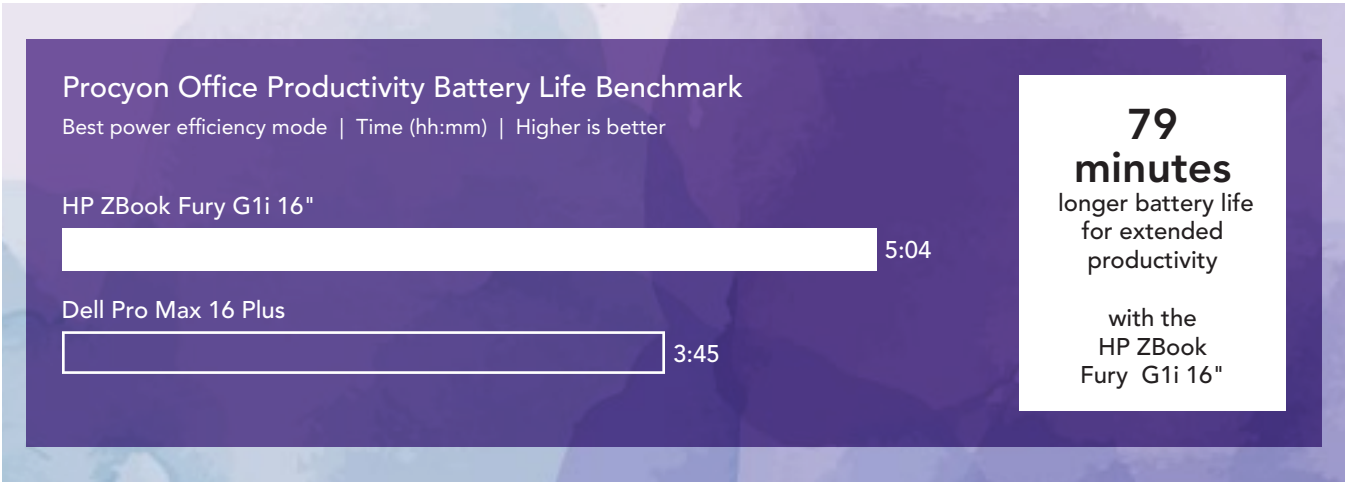 Procyon Office Productivity Battery Life Benchmark
Best power efficiency mode | Time (hh:mm) | Higher is better
HP ZBook Fury G1i 16"
5:04
Dell Pro Max 16 Plus
3:45
79
minutes
longer battery life
for extended
productivity
with the
HP ZBook
Fury G1i 16"